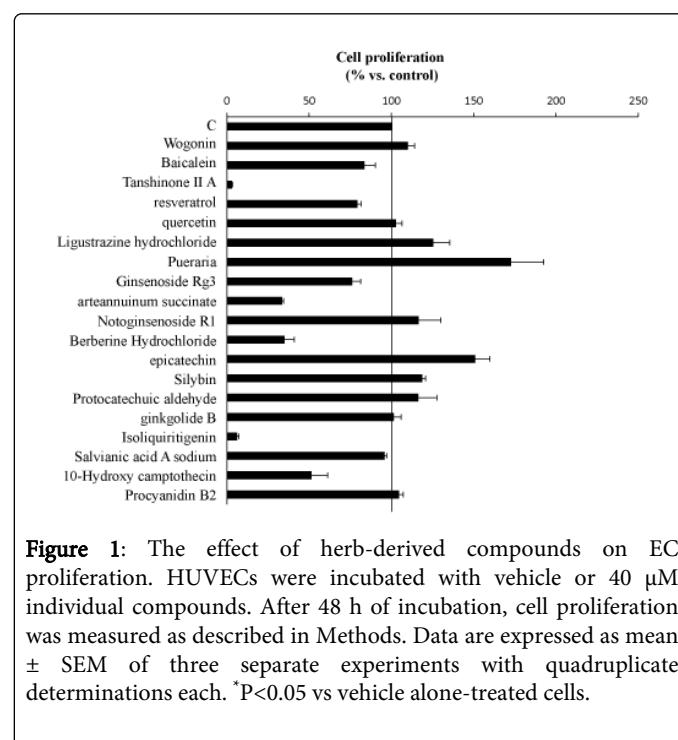 Cell proliferation
(% vs. control)
0 50 100 150 200 250
C
Wogonin
Baicalein
Tanshinone II A
resveratrol
quercetin
Ligustrazine hydrochloride
Pueraria
Ginsenoside Rg3
arteannuinum succinate
Notoginsenoside R1
Berberine Hydrochloride
epicatechin
Silybin
Protocatechuic aldehyde
ginkgolide B
Isoliquiritigenin
Salvianic acid A sodium
10-Hydroxy camptothecin
Procyanidin B2
Figure 1: The effect of herb-derived compounds on EC
proliferation. HUVECs were incubated with vehicle or 40 μM
individual compounds. After 48 h of incubation, cell proliferation
was measured as described in Methods. Data are expressed as mean
± SEM of three separate experiments with quadruplicate
determinations each. *P<0.05 vs vehicle alone-treated cells.